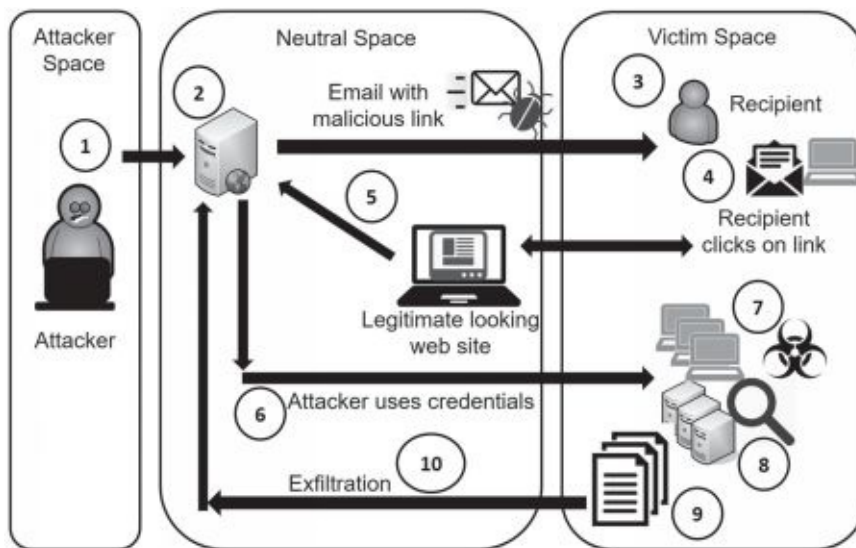 Attacker
Space
Neutral Space
Victim Space
1
2
Email with
malicious link
3
Recipient
4
5
Recipient
clicks on link
Attacker
Legitimate looking
web site
7
6
Attacker uses credentials
8
10
Exfiltration
9